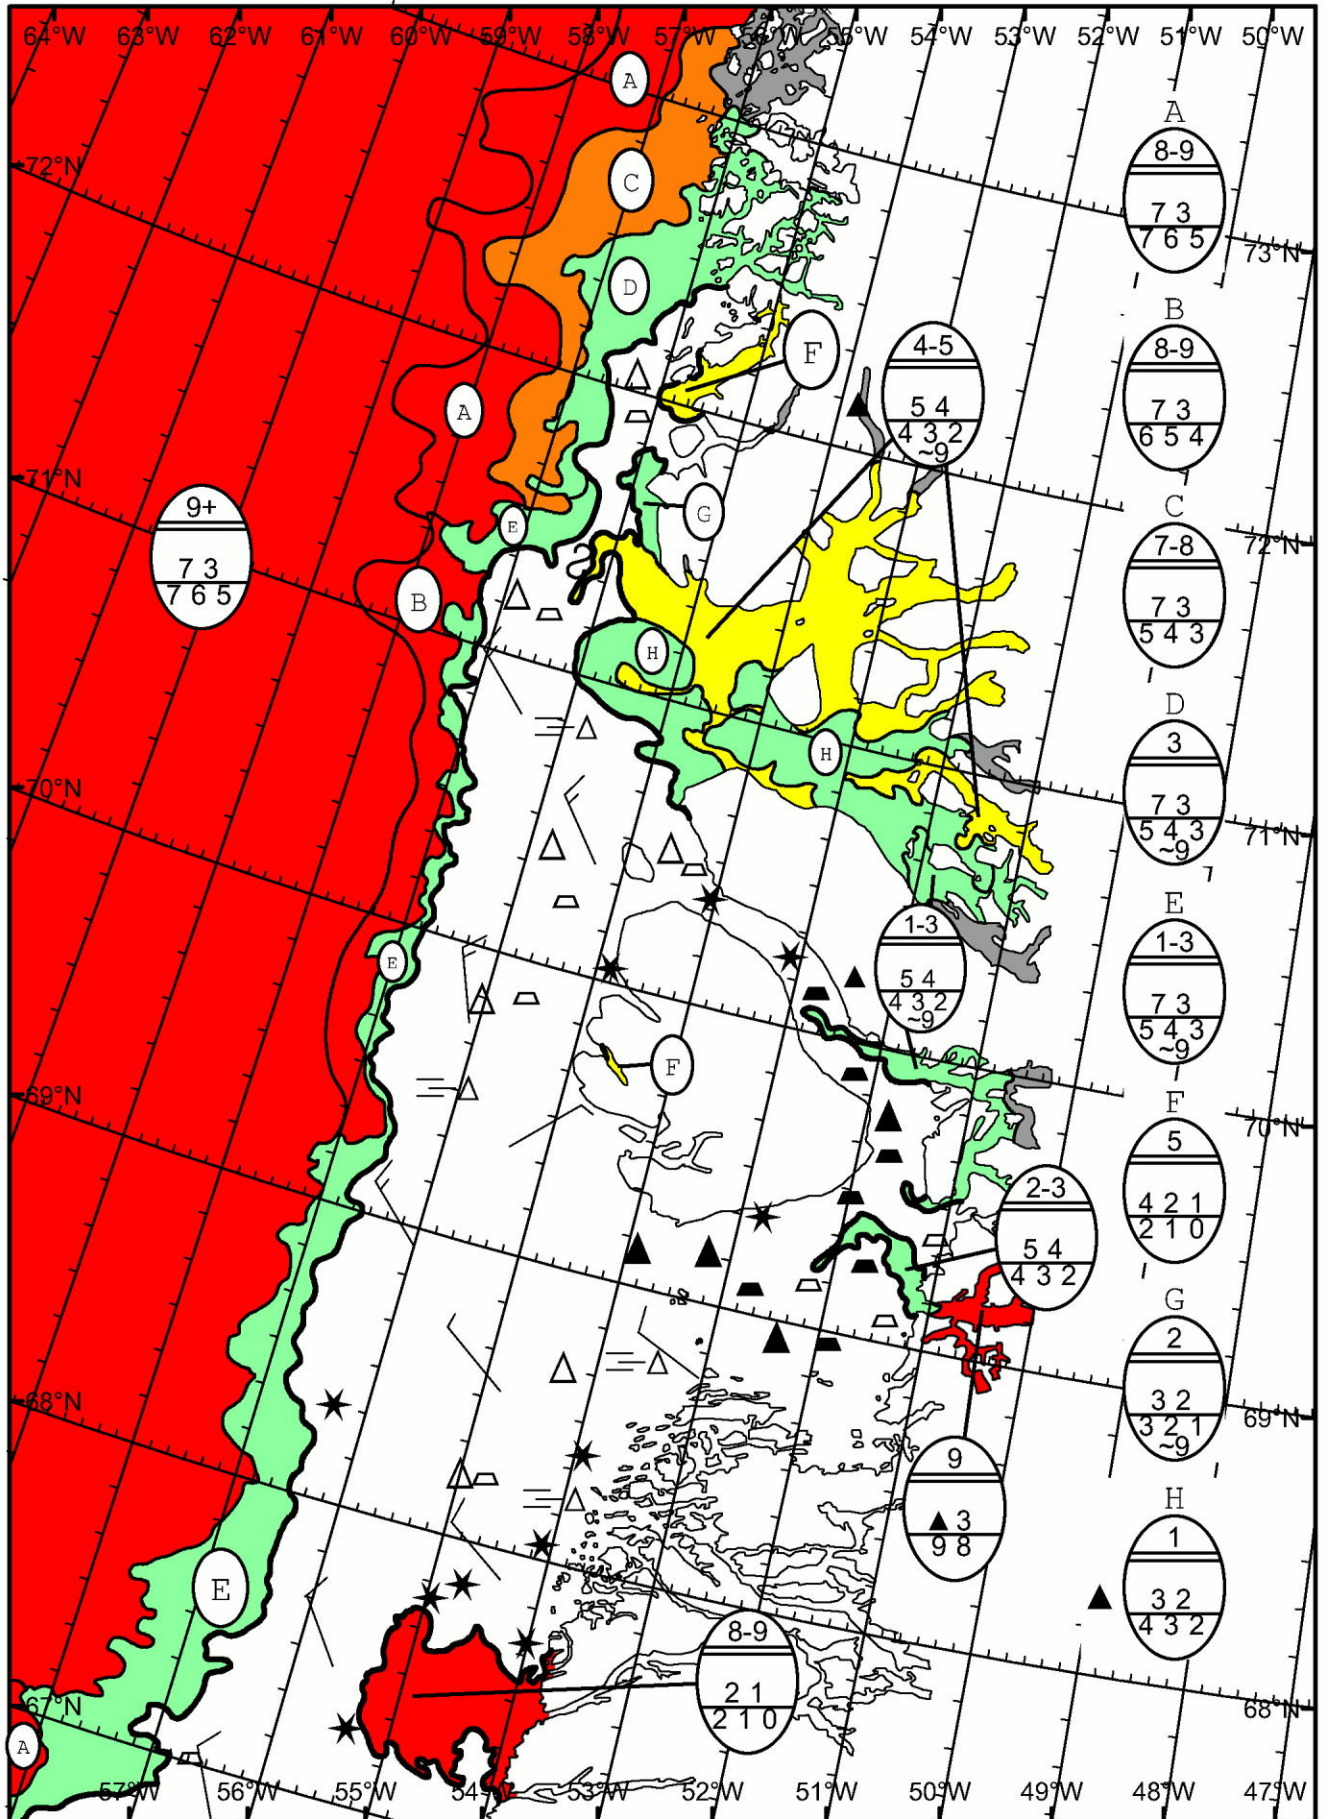 64°W 63°W 62°W 61°W 60°W 59°W 58°W 57°W 56°W 55°W 54°W 53°W 52°W 51°W 50°W
A
A
8-9
7 3
7 6 5
72°N
C
73°N
D
B
8-9
7 3
6 5 4
F
4-5
5 4
4 3 2
~9
A
71°N
9+
7 3
7 6 5
E
G
C
7-8
7 3
5 4 3
72°N
B
H
D
3
7 3
5 4 3
~9
H
70°N
71°N
E
1-3
5 4
4 3 2
~9
E
1-3
7 3
5 4 3
~9
F
69°N
F
5
4 2 1
2 1 0
70°N
2-3
5 4
4 3 2
G
2
3 2
3 2 1
~9
68°N
69°N
9
3
9 8
H
1
3 2
4 3 2
E
8-9
2 1
2 1 0
67°N
68°N
A
57°W 56°W 55°W 54°W 53°W 52°W 51°W 50°W 49°W 48°W 47°W